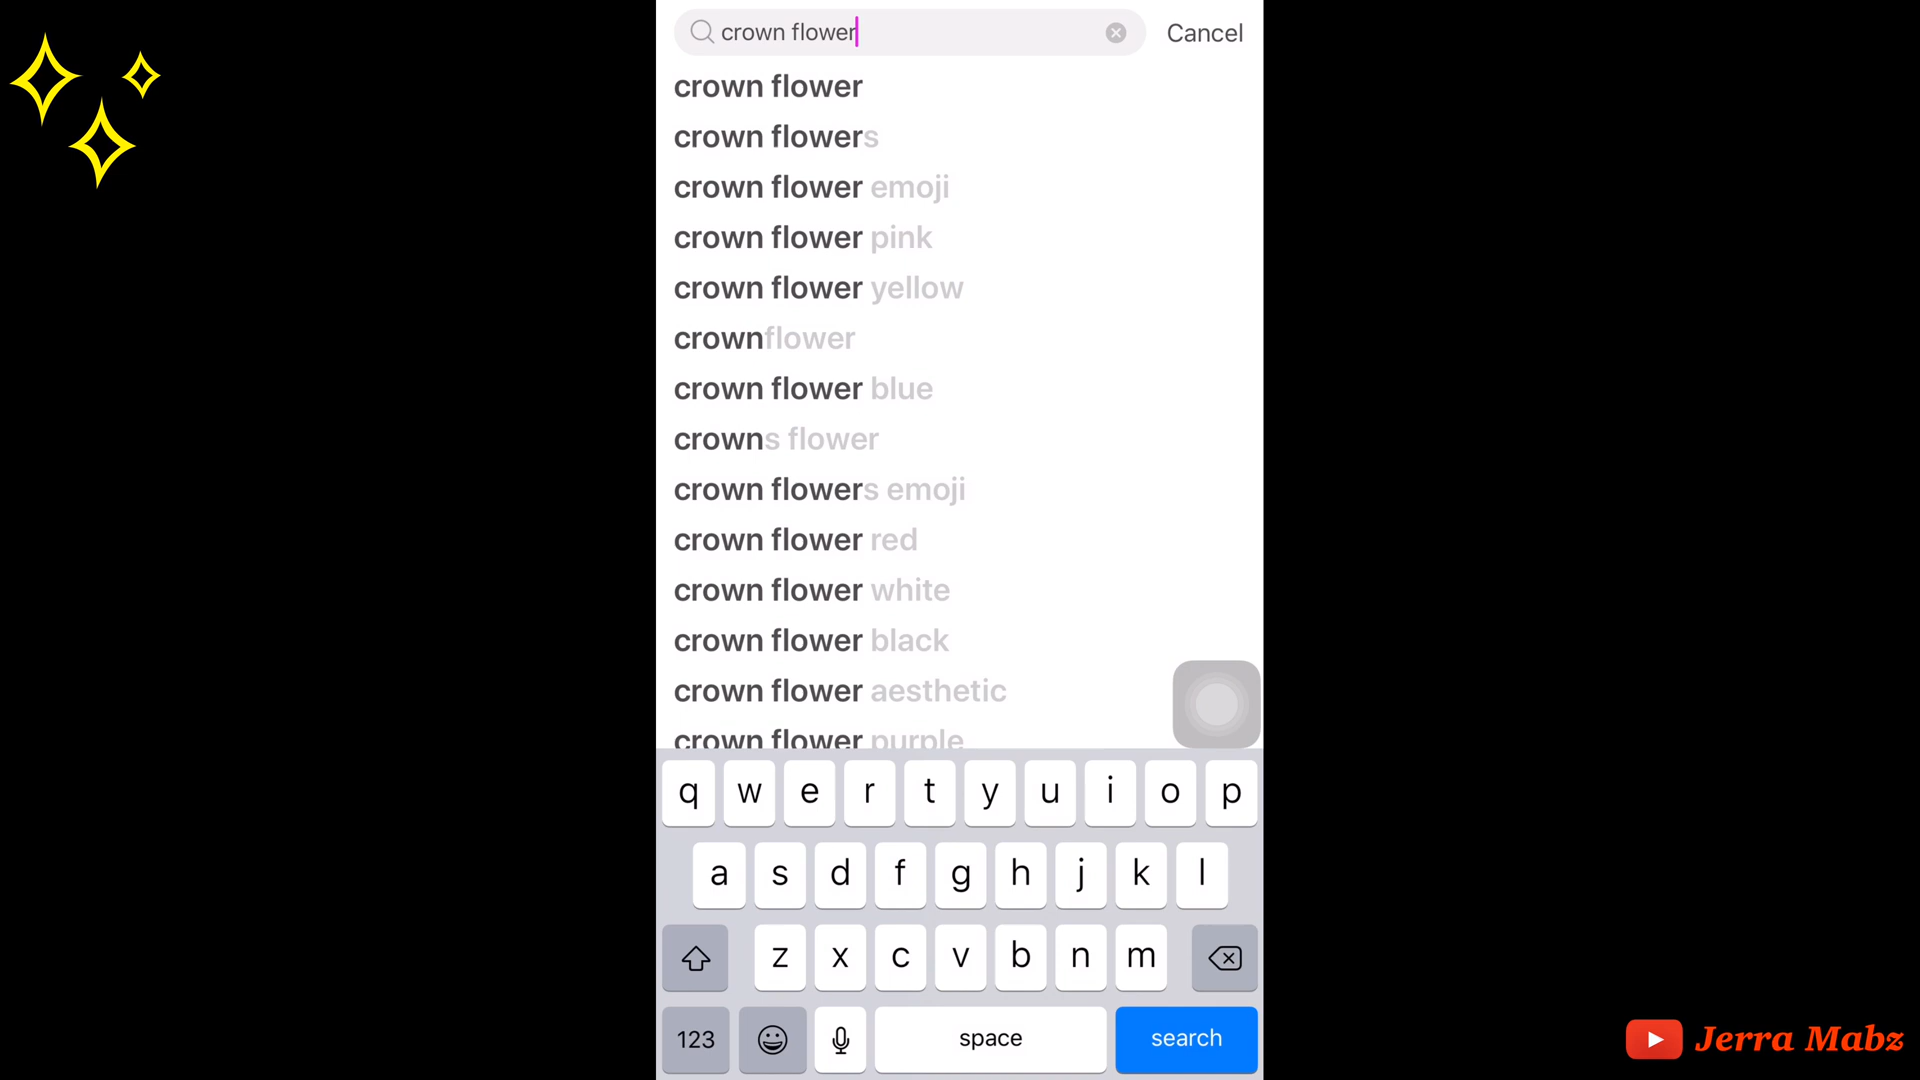 crown flower
Cancel
crown flower
crown flowers
crown flower emoji
crown flower pink
crown flower yellow
crownflower
crown flower blue
crowns flower
crown flowers emoji
crown flower red
crown flower white
crown flower black
crown flower aesthetic
crown flower purple
q w e r t y u i o p
a s d f g h j k l
z x c v b n m
123
space
search
Jerra Mabz